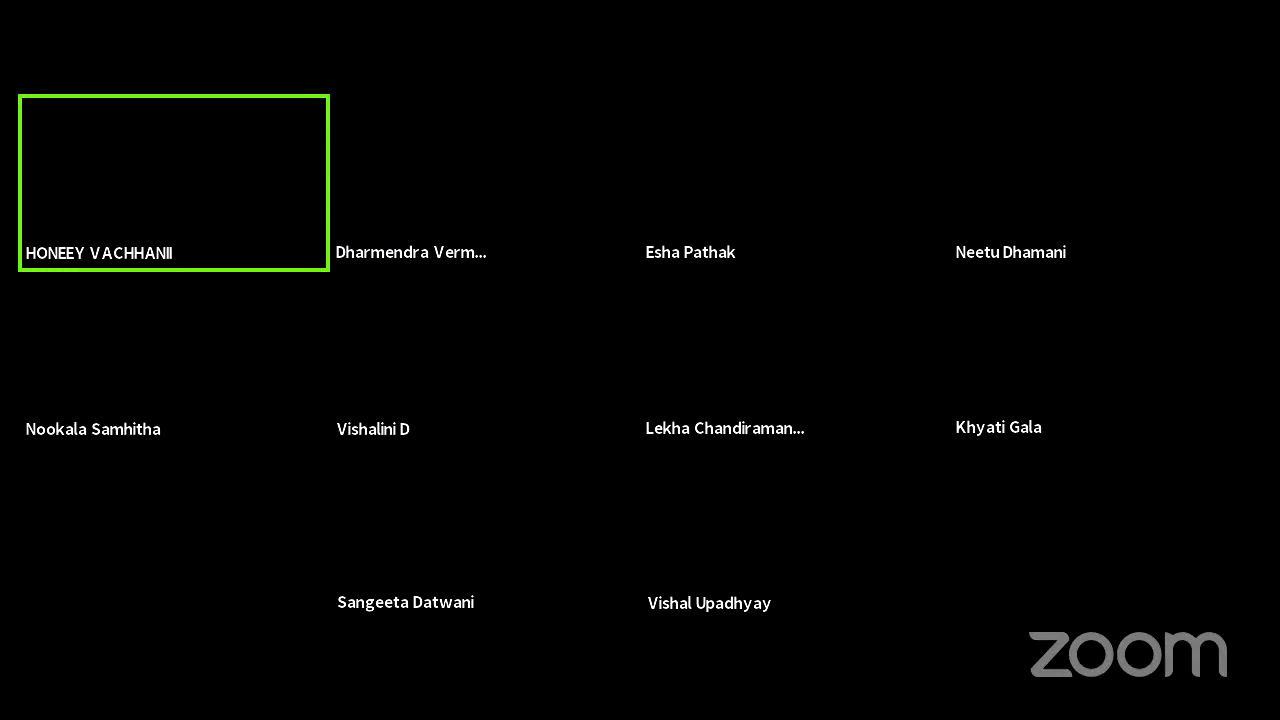 HONEEY VACHHANII
Dharmendra Verm...
Esha Pathak
Neetu Dhamani
Nookala Samhitha
Vishalini D
Lekha Chandiraman...
Khyati Gala
Sangeeta Datwani
Vishal Upadhyay
zoom